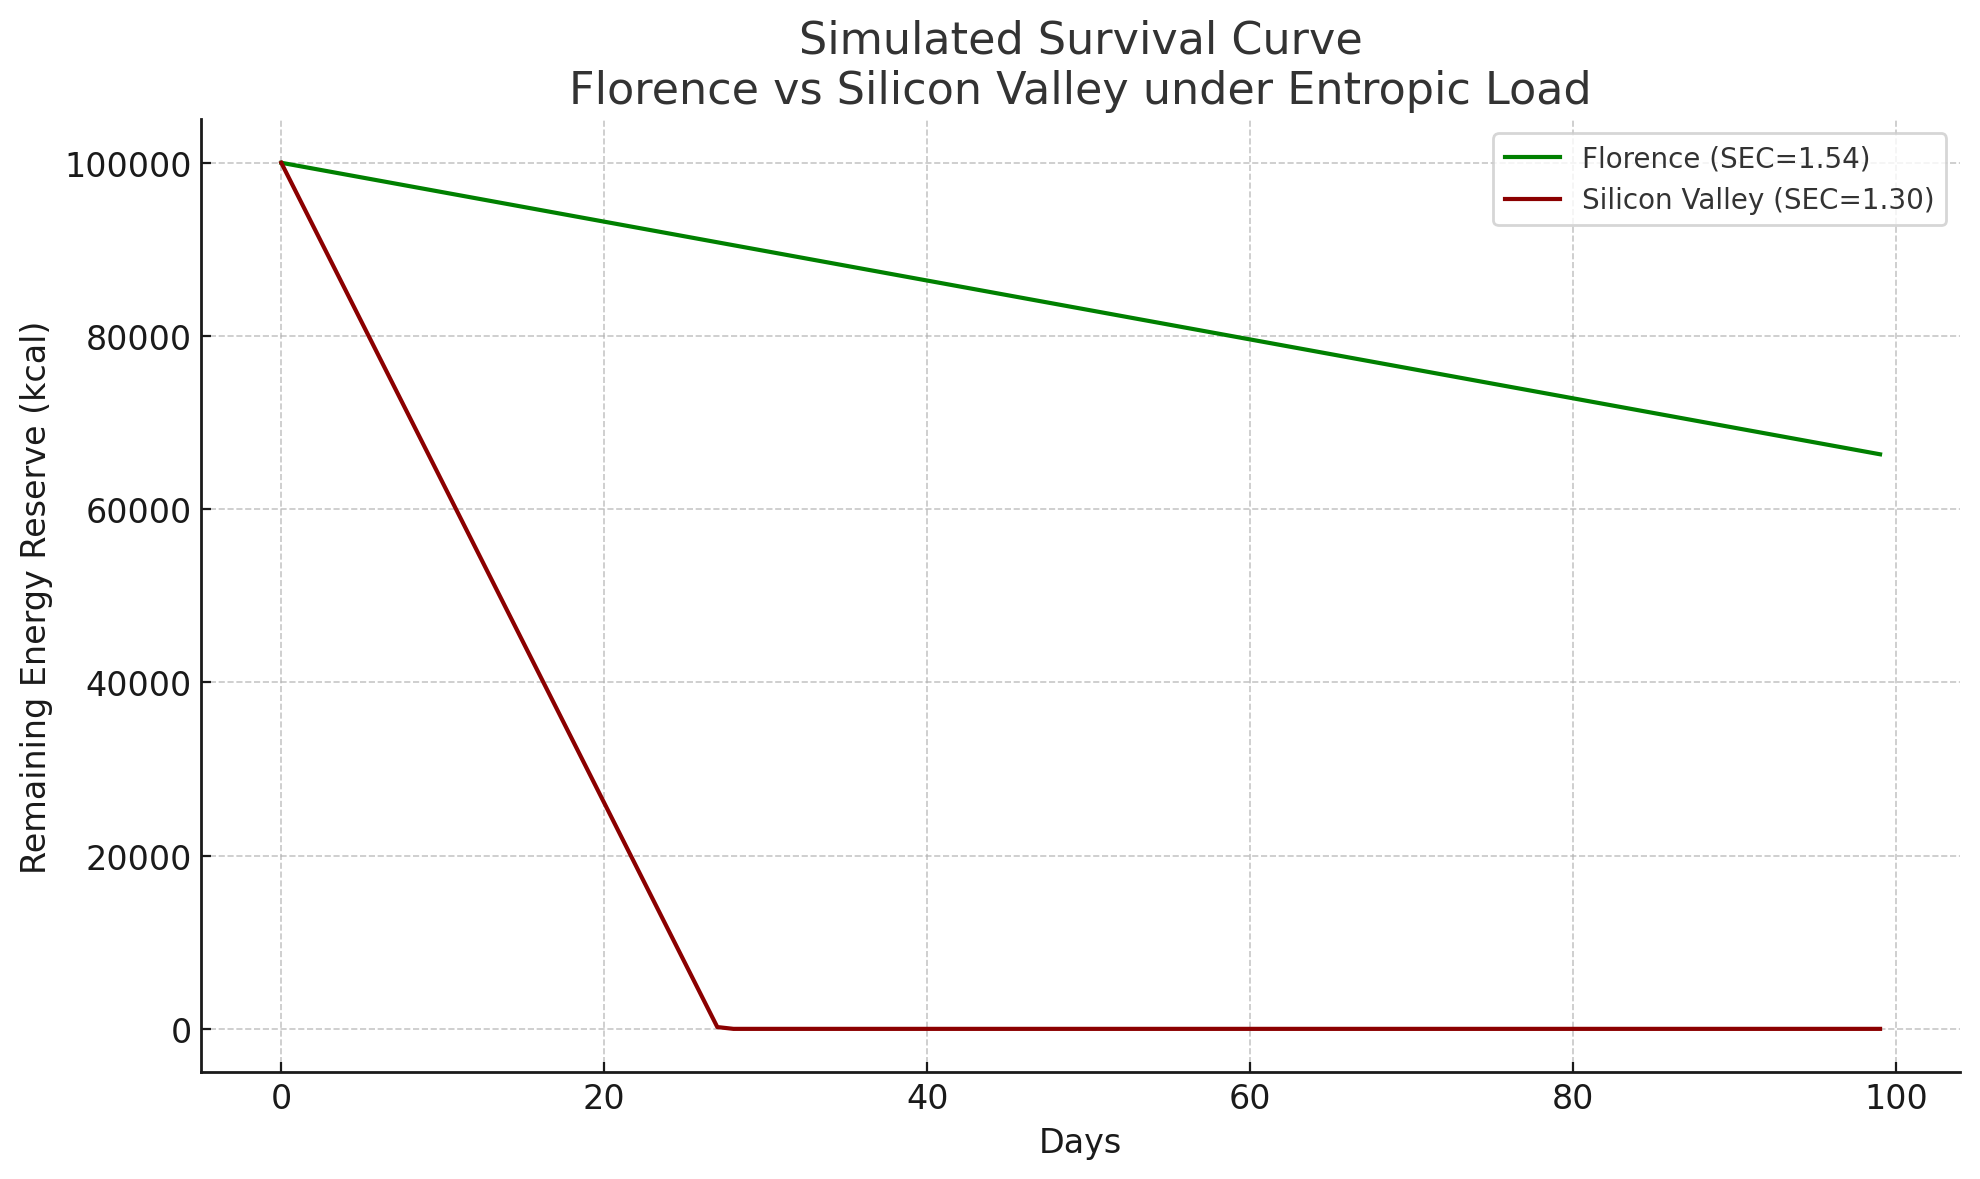 Simulated Survival Curve
Florence vs Silicon Valley under Entropic Load
Florence (SEC=1.54)
Silicon Valley (SEC=1.30)
Remaining Energy Reserve (kcal)
100000
80000
60000
40000
20000
0
0 20 40 60 80 100
Days